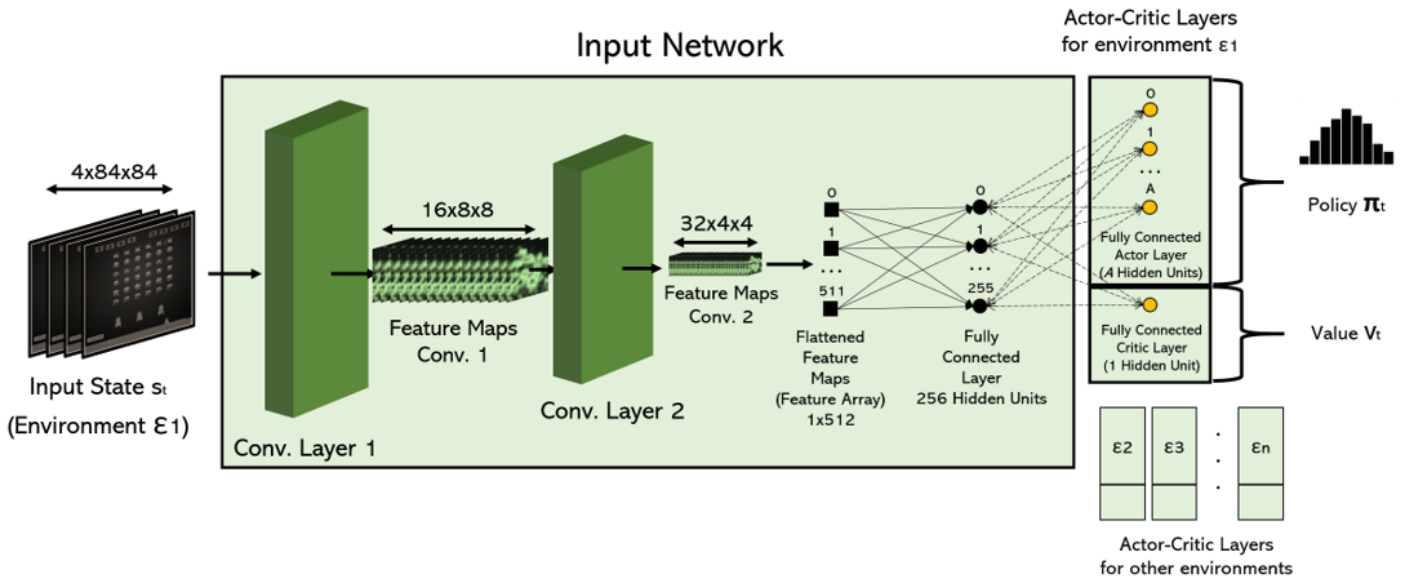 Input Network
Actor-Critic Layers
for environment ε1
4x84x84
Input State st
(Environment ε1)
Conv. Layer 1
16x8x8
Feature Maps
Conv. 1
Conv. Layer 2
32x4x4
Feature Maps
Conv. 2
0
1
...
511
Flattened
Feature
Maps
(Feature Array)
1x512
0
1
...
255
Fully
Connected
Layer
256 Hidden Units
0
1
...
A
Fully Connected
Actor Layer
(A Hidden Units)
Fully Connected
Critic Layer
(1 Hidden Unit)
Policy πt
Value Vt
ε2
ε3
. . .
εn
Actor-Critic Layers
for other environments